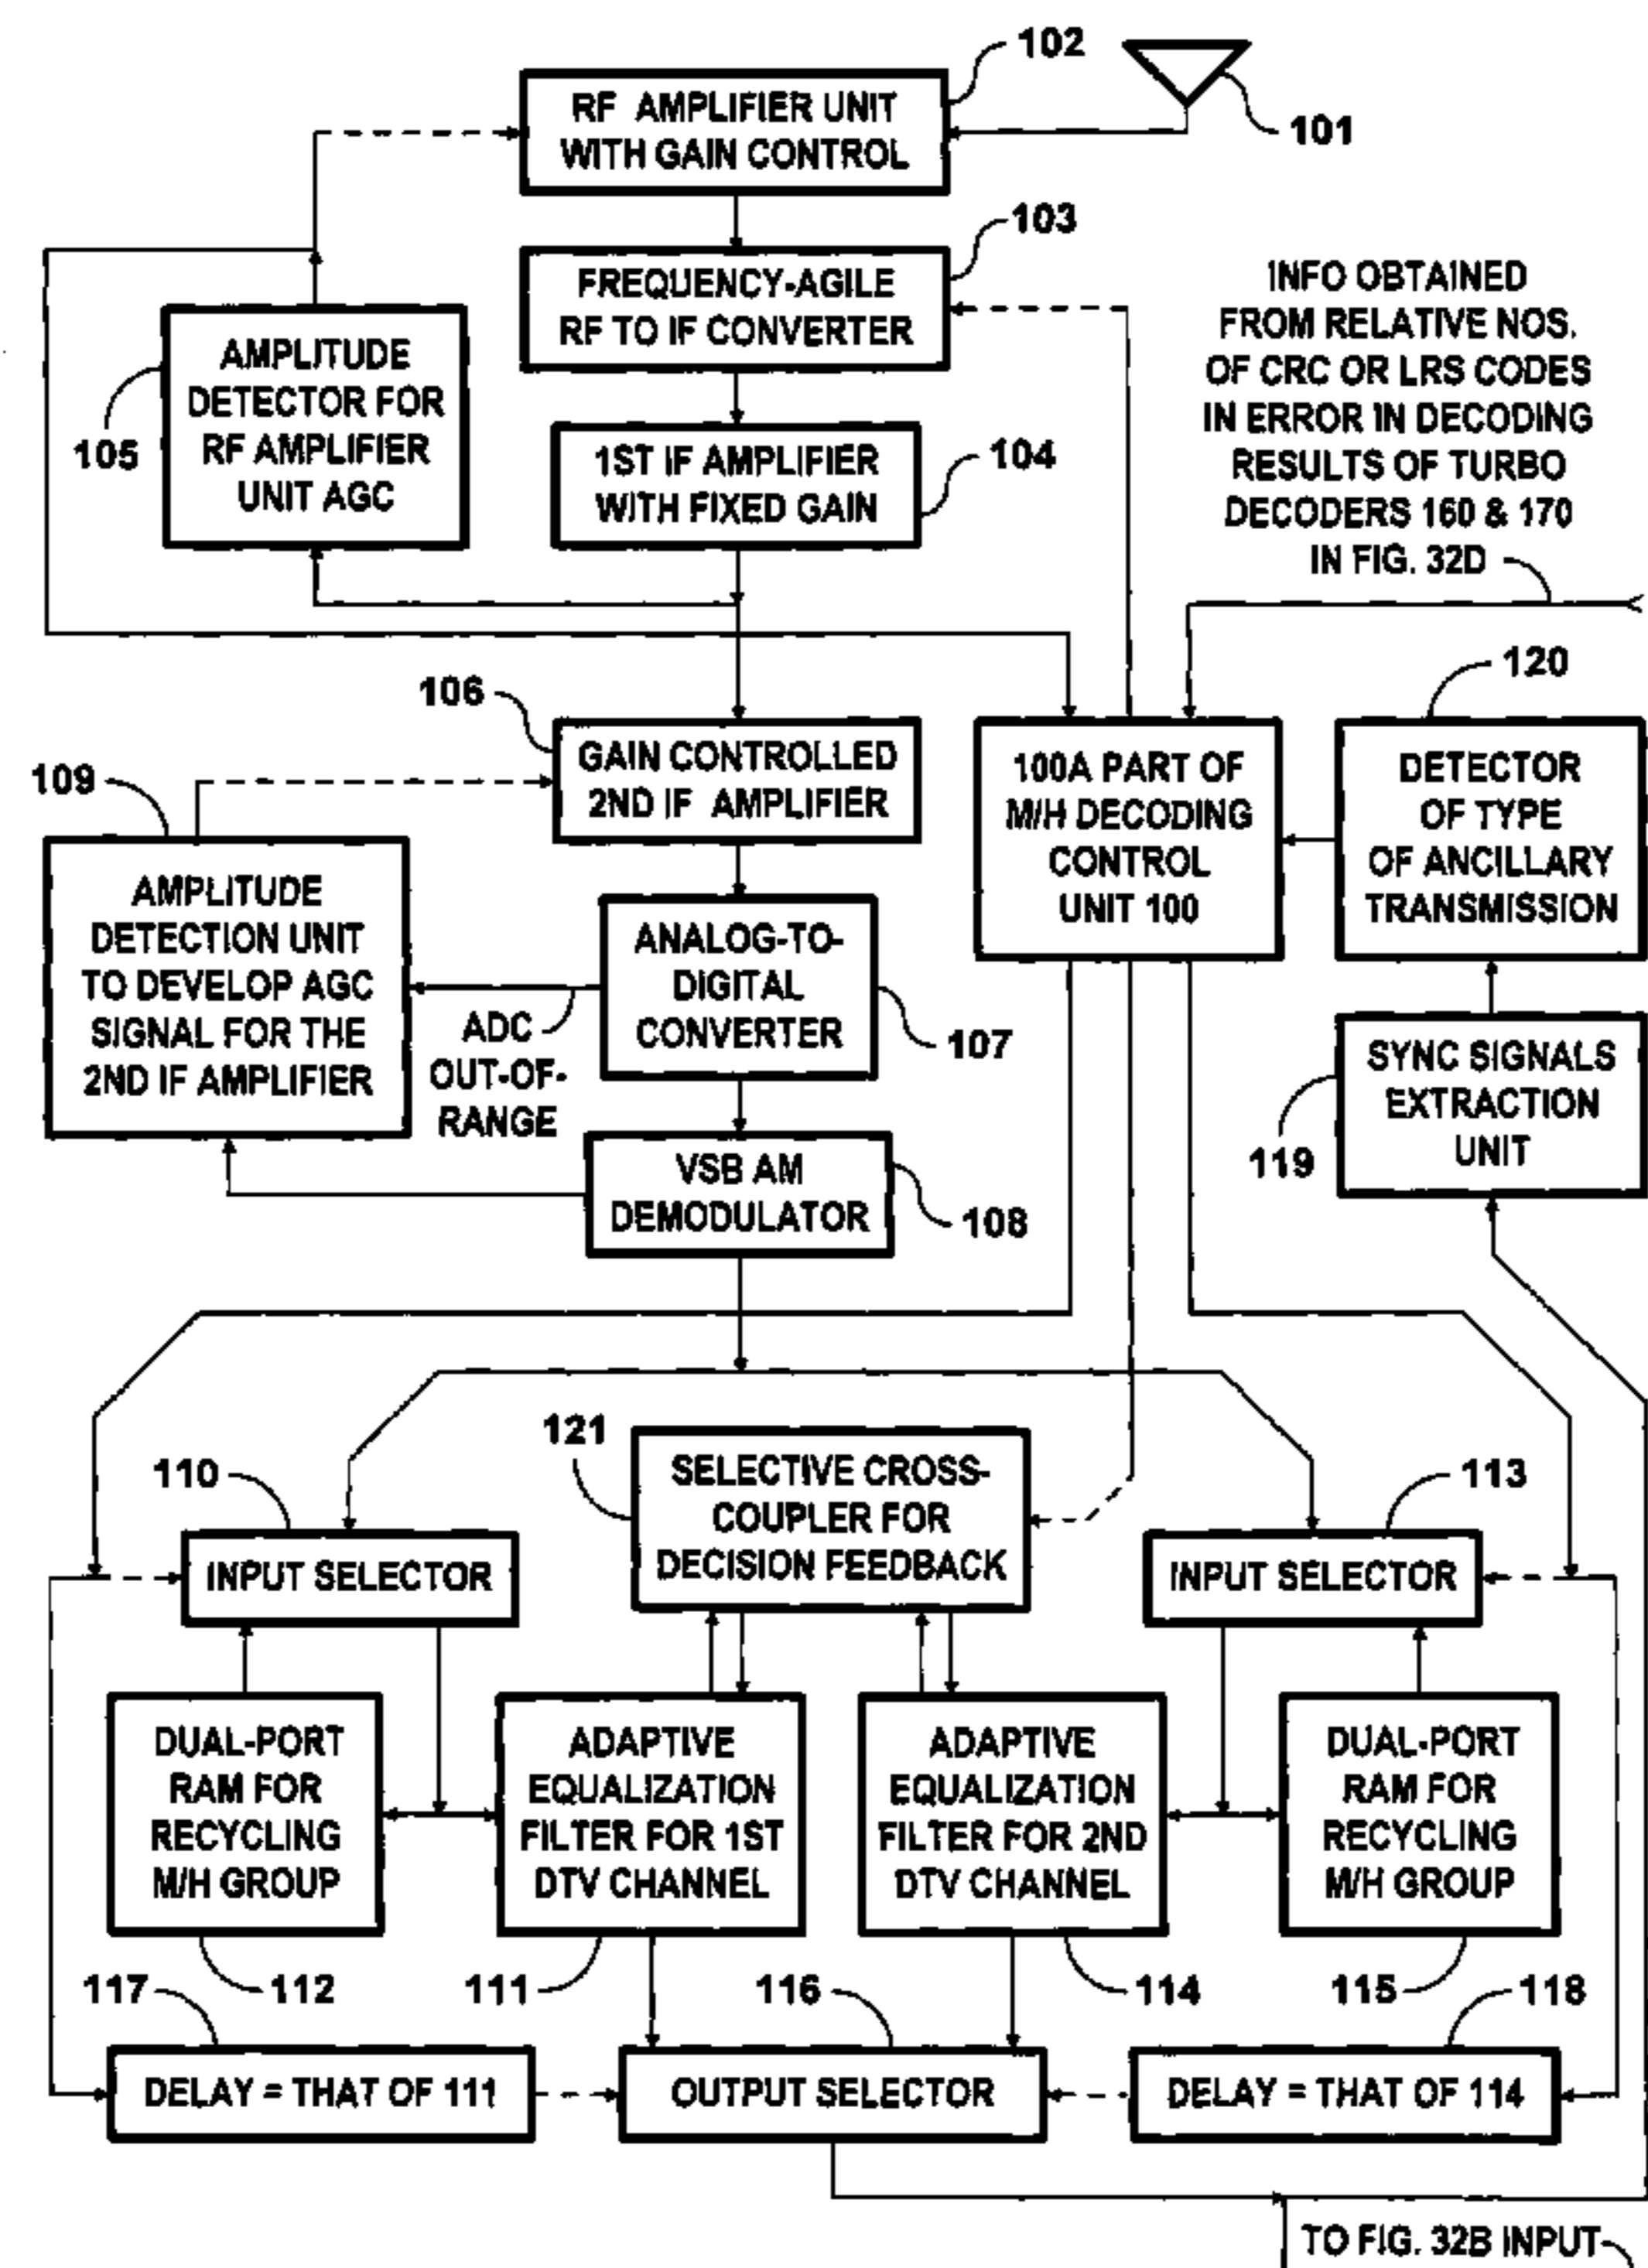 102
RF AMPLIFIER UNIT
WITH GAIN CONTROL
101
103
FREQUENCY-AGILE
RF TO IF CONVERTER
INFO OBTAINED
FROM RELATIVE NOS.
OF CRC OR LRS CODES
IN ERROR IN DECODING
RESULTS OF TURBO
DECODERS 160 & 170
IN FIG. 32D
105
AMPLITUDE
DETECTOR FOR
RF AMPLIFIER
UNIT AGC
1ST IF AMPLIFIER
WITH FIXED GAIN
104
106
GAIN CONTROLLED
2ND IF AMPLIFIER
100A PART OF
M/H DECODING
CONTROL
UNIT 100
120
DETECTOR
OF TYPE
OF ANCILLARY
TRANSMISSION
109
AMPLITUDE
DETECTION UNIT
TO DEVELOP AGC
SIGNAL FOR THE
2ND IF AMPLIFIER
ADC
OUT-OF-
RANGE
ANALOG-TO-
DIGITAL
CONVERTER
107
119
SYNC SIGNALS
EXTRACTION
UNIT
VSB AM
DEMODULATOR
108
110
INPUT SELECTOR
121
SELECTIVE CROSS-
COUPLER FOR
DECISION FEEDBACK
113
INPUT SELECTOR
DUAL-PORT
RAM FOR
RECYCLING
M/H GROUP
ADAPTIVE
EQUALIZATION
FILTER FOR 1ST
DTV CHANNEL
ADAPTIVE
EQUALIZATION
FILTER FOR 2ND
DTV CHANNEL
DUAL-PORT
RAM FOR
RECYCLING
M/H GROUP
117
112
111
116
114
115
118
DELAY = THAT OF 111
OUTPUT SELECTOR
DELAY = THAT OF 114
TO FIG. 32B INPUT